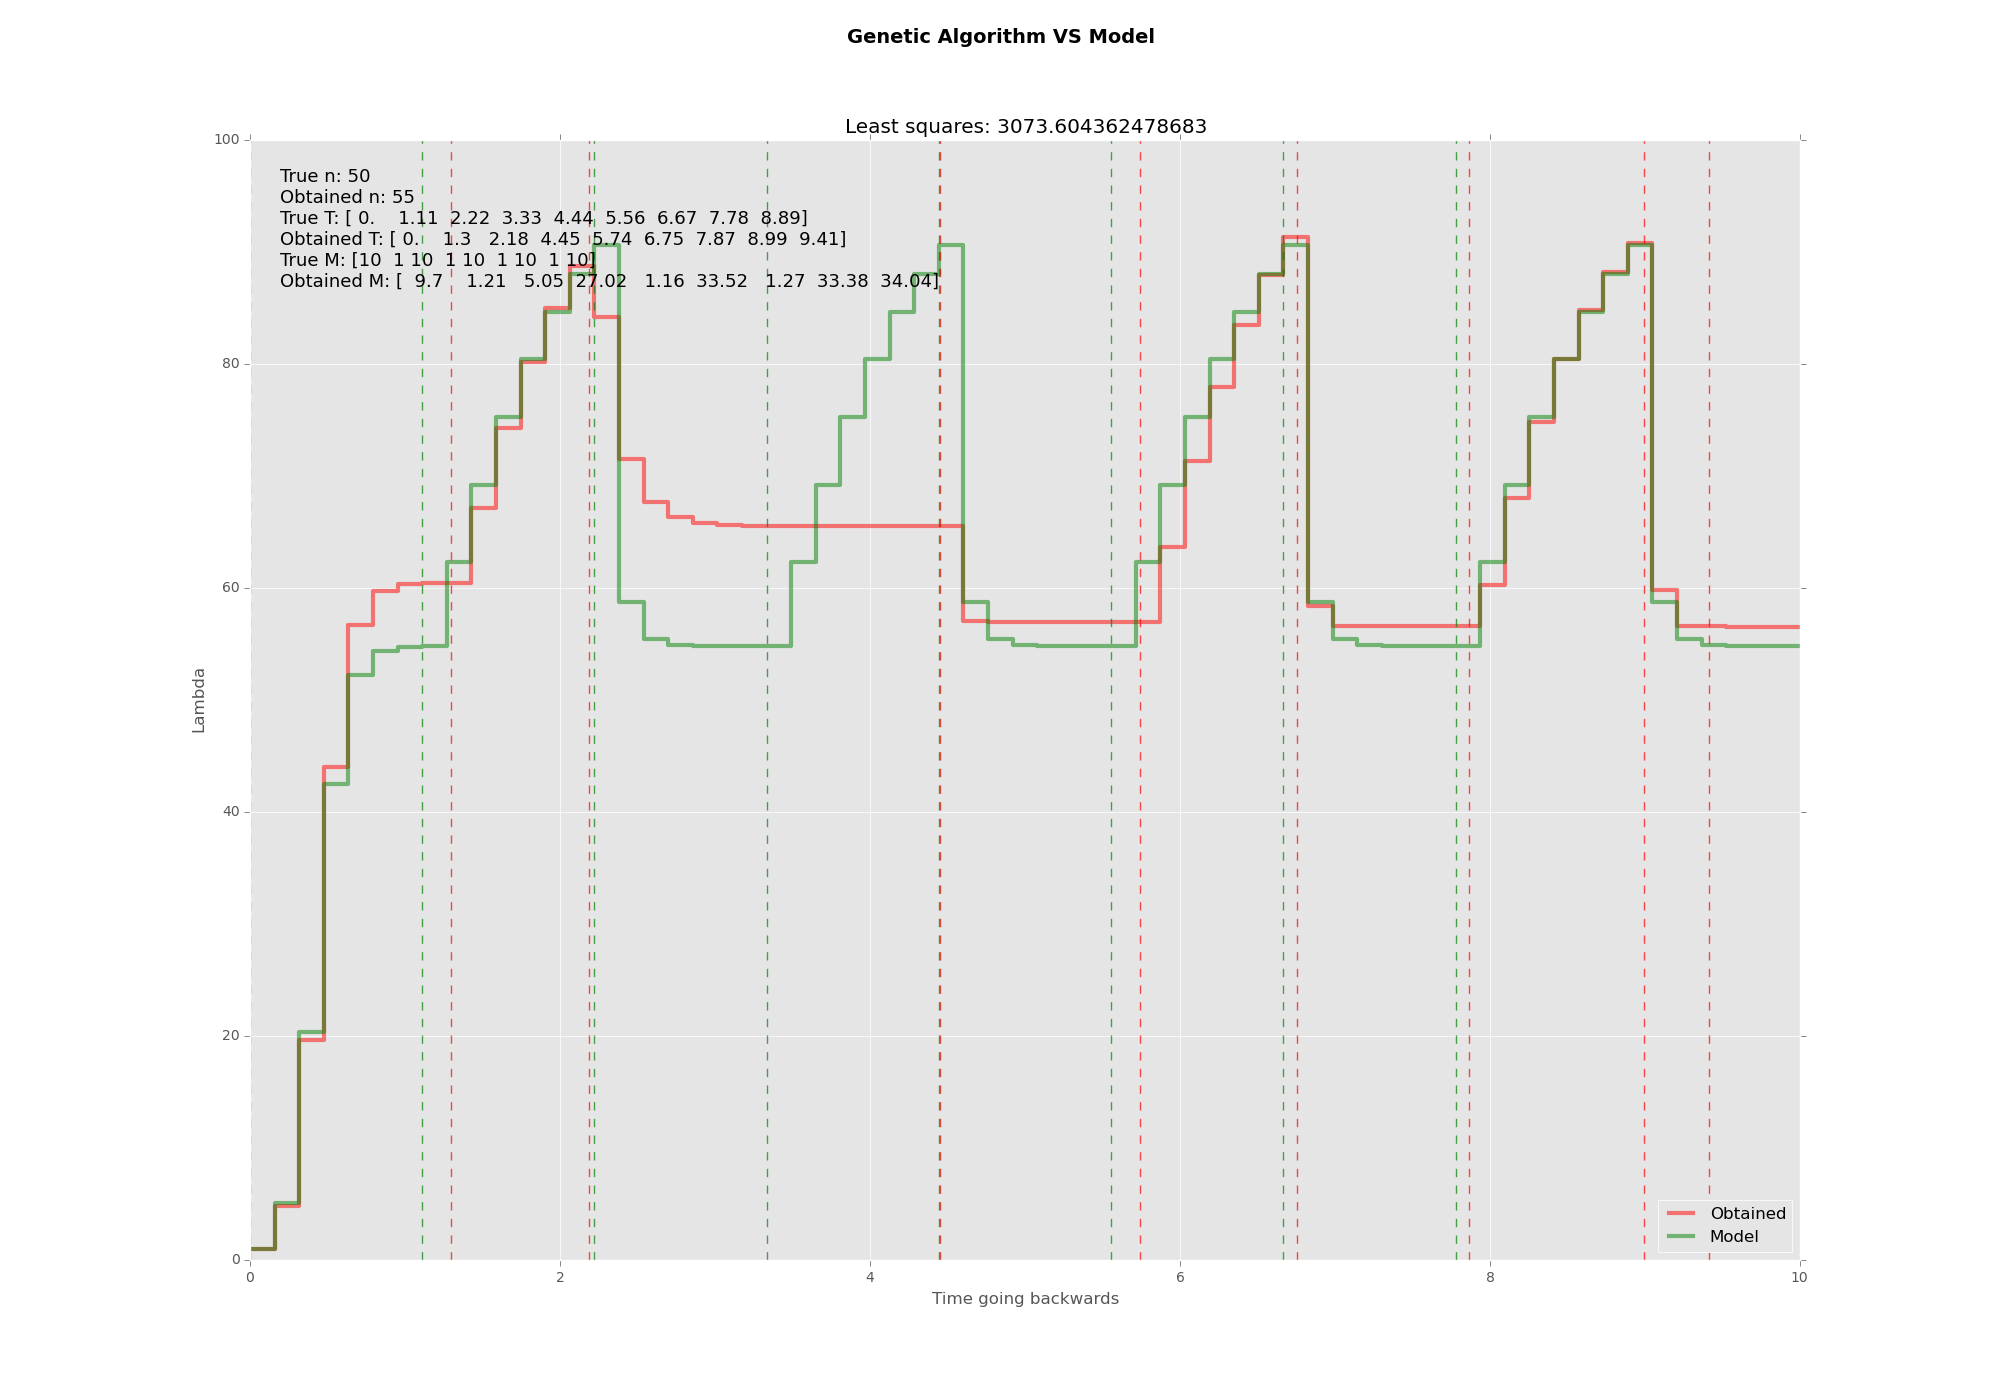 Genetic Algorithm VS Model
Least squares: 3073.604362478683
100
80
60
40
20
0
Lambda
True n: 50
Obtained n: 55
True T: [ 0. 1.11 2.22 3.33 4.44 5.56 6.67 7.78 8.89]
Obtained T: [ 0. 1.3 2.18 4.45 5.74 6.75 7.87 8.99 9.41]
True M: [10 1 10 1 10 1 10 1 10]
Obtained M: [ 9.7 1.21 5.05 27.02 1.16 33.52 1.27 33.38 34.04]
Obtained
Model
0 2 4 6 8 10
Time going backwards